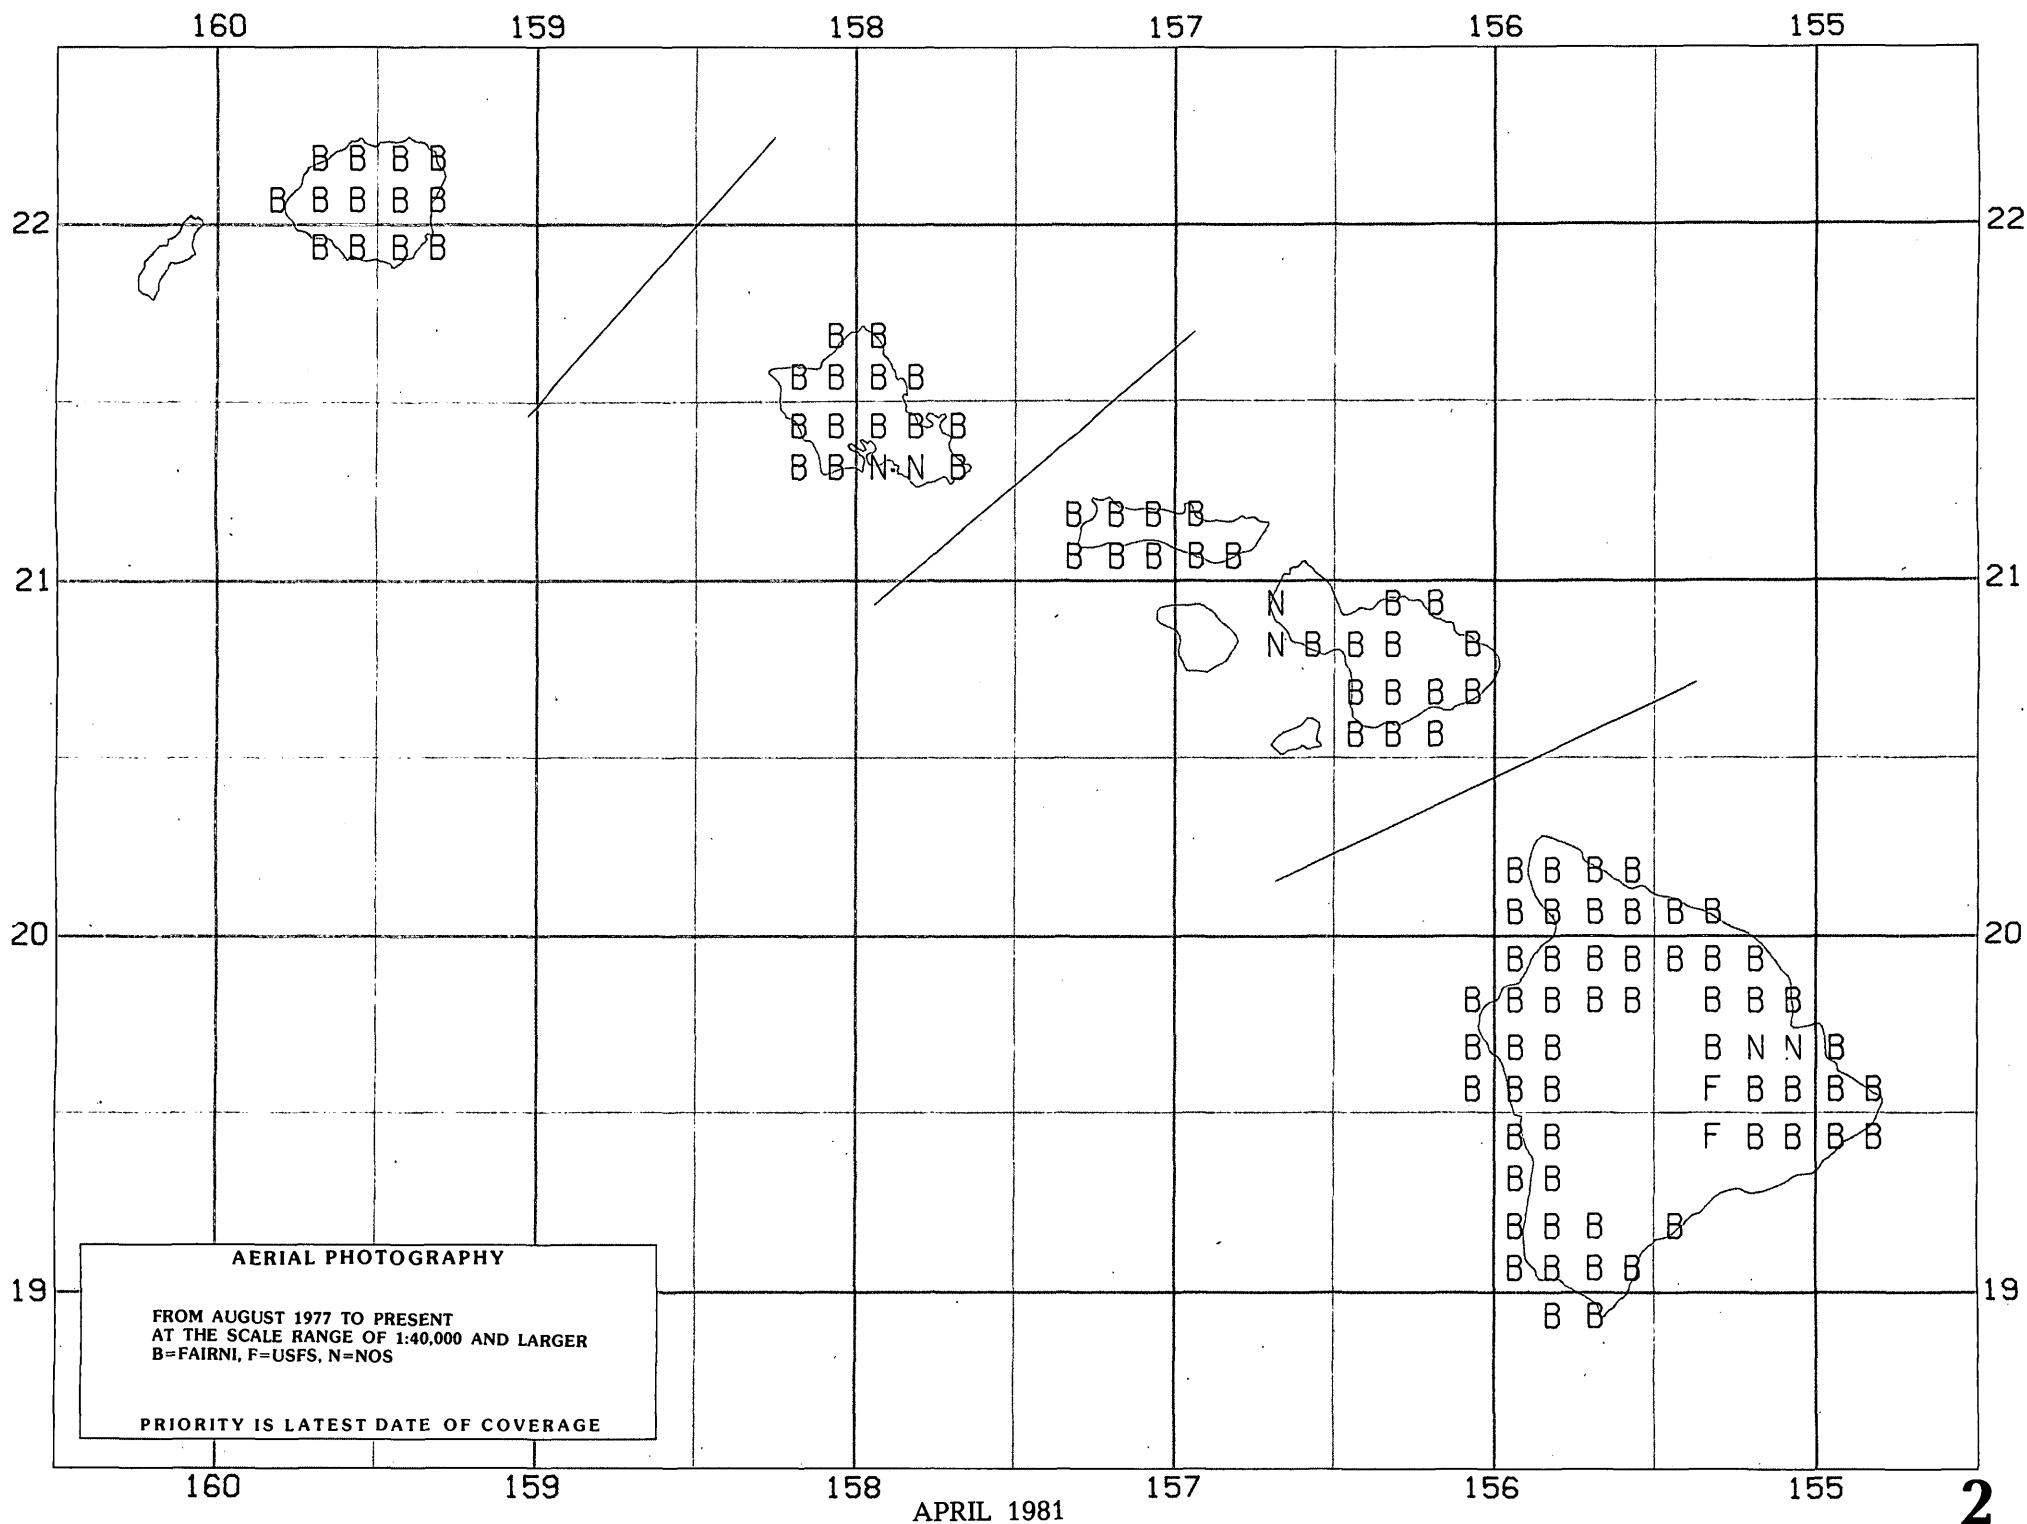 160 159 158 157 156 155
B B B B
B B B B B
22 22
B B B B
B B
B B B B
B B B B B
B B N N B
B B B B
B B B B B
21 21
N B B
N B B B B
B B B B
B B B
B B B B
B B B B B B
20 20
B B B B B B B
B B B B B B B B
B B B B N N B
B B B F B B B B
B B F B B B B
B B
B B B B
B B B B
19 19
B B
AERIAL PHOTOGRAPHY
FROM AUGUST 1977 TO PRESENT
AT THE SCALE RANGE OF 1:40,000 AND LARGER
B=FAIRNI, F=USFS, N=NOS
PRIORITY IS LATEST DATE OF COVERAGE
160 159 158 157 156 155
APRIL 1981
2